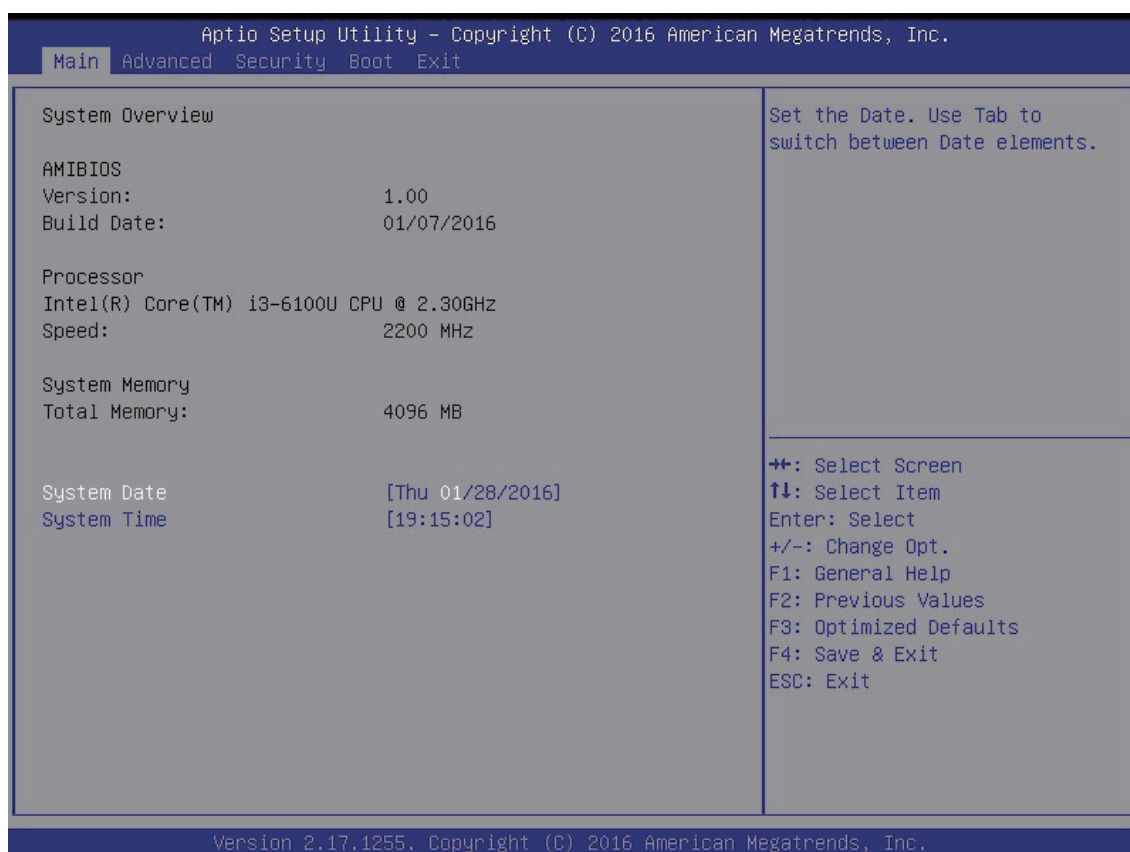 Aptio Setup Utility – Copyright (C) 2016 American Megatrends, Inc.
Main Advanced Security Boot Exit
System Overview
AMIBIOS
Version: 1.00
Build Date: 01/07/2016
Processor
Intel(R) Core(TM) i3-6100U CPU @ 2.30GHz
Speed: 2200 MHz
System Memory
Total Memory: 4096 MB
System Date [Thu 01/28/2016]
System Time [19:15:02]
Set the Date. Use Tab to
switch between Date elements.
→←: Select Screen
↑↓: Select Item
Enter: Select
+/-: Change Opt.
F1: General Help
F2: Previous Values
F3: Optimized Defaults
F4: Save & Exit
ESC: Exit
Version 2.17.1255. Copyright (C) 2016 American Megatrends, Inc.